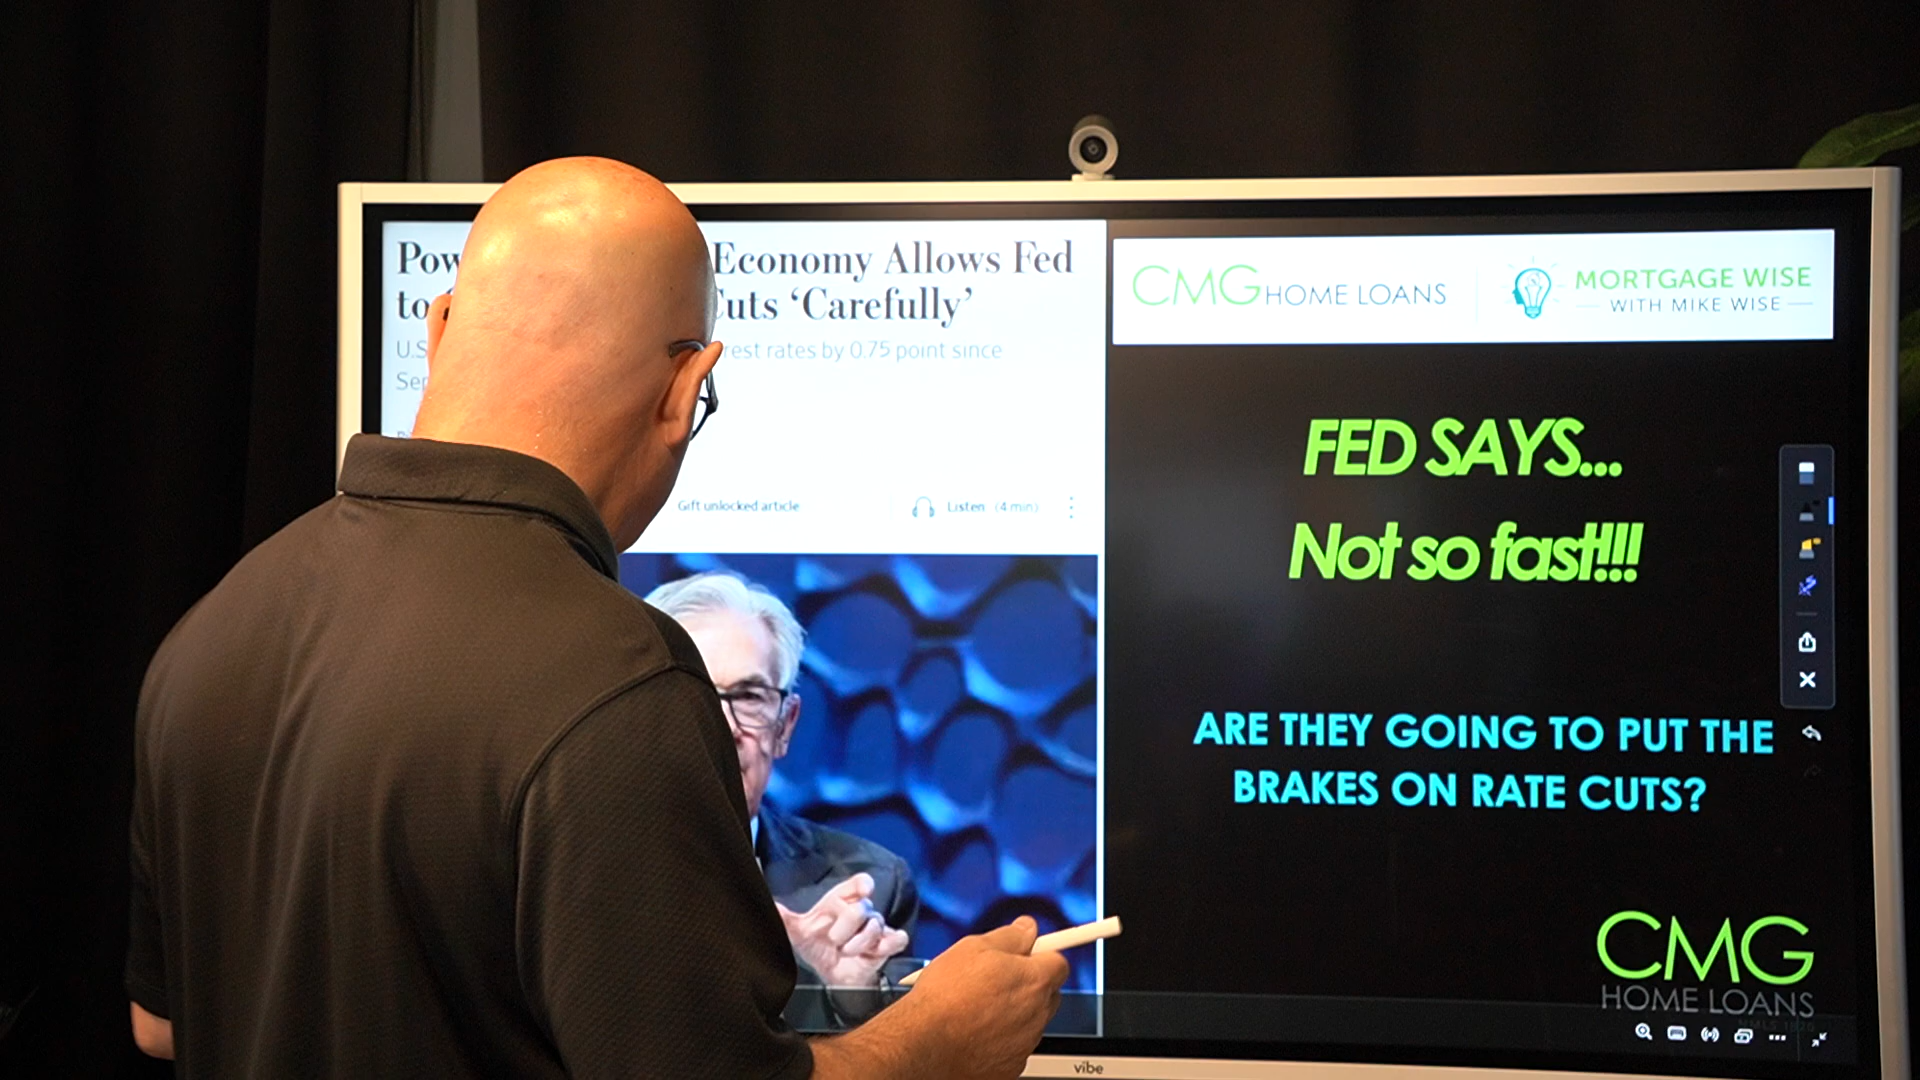 Pow Economy Allows Fed
to Cuts ‘Carefully’
U.S rest rates by 0.75 point since
Sep
Gift unlocked article
Listen (4 min)
CMG HOME LOANS
MORTGAGE WISE
WITH MIKE WISE
FED SAYS...
Not so fast!!!
ARE THEY GOING TO PUT THE
BRAKES ON RATE CUTS?
CMG
HOME LOANS
vibe